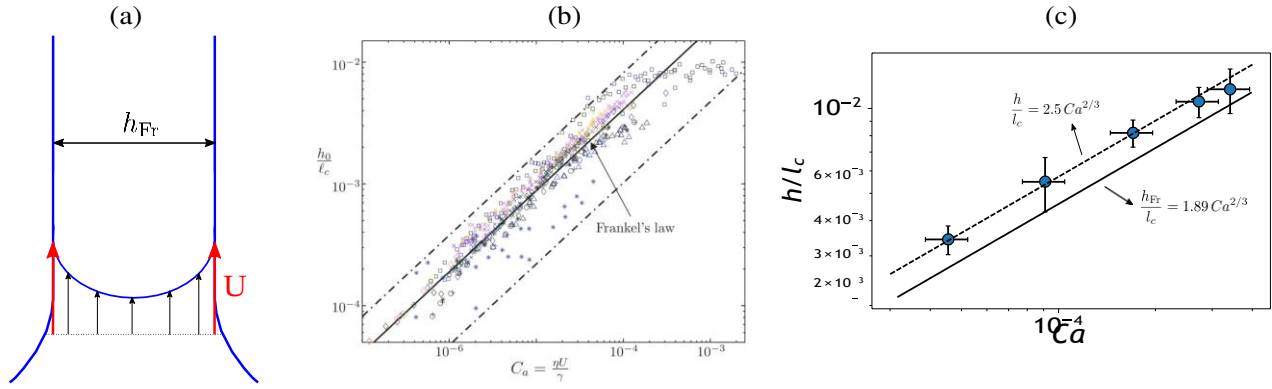 (a)
h_Fr
U
(b)
10^-2
h_0/ℓ_c
10^-3
10^-4
Frankel's law
10^-6
10^-5
10^-4
10^-3
C_a = ηU/γ
(c)
10^-2
h/l_c
6×10^-3
4×10^-3
3×10^-3
2×10^-3
h/l_c = 2.5 Ca^2/3
h_Fr/l_c = 1.89 Ca^2/3
10^-4
Ca